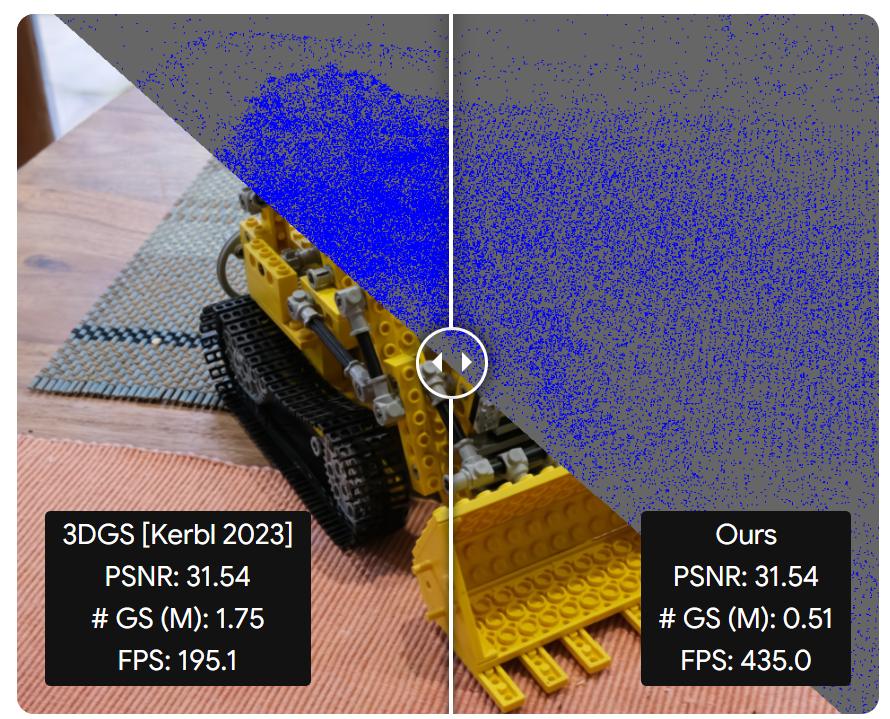 3DGS [Kerbl 2023]
PSNR: 31.54
# GS (M): 1.75
FPS: 195.1
Ours
PSNR: 31.54
# GS (M): 0.51
FPS: 435.0